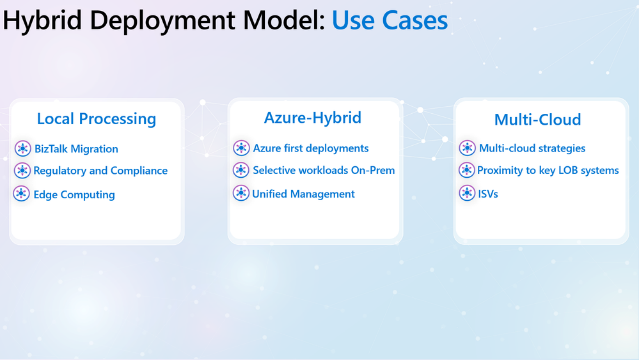 Hybrid Deployment Model: Use Cases
Local Processing
BizTalk Migration
Regulatory and Compliance
Edge Computing
Azure-Hybrid
Azure first deployments
Selective workloads On-Prem
Unified Management
Multi-Cloud
Multi-cloud strategies
Proximity to key LOB systems
ISVs